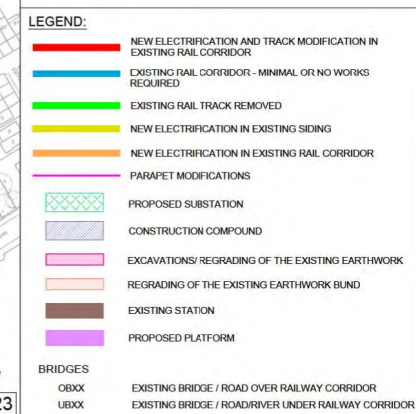 LEGEND:
NEW ELECTRIFICATION AND TRACK MODIFICATION IN
EXISTING RAIL CORRIDOR
EXISTING RAIL CORRIDOR - MINIMAL OR NO WORKS
REQUIRED
EXISTING RAIL TRACK REMOVED
NEW ELECTRIFICATION IN EXISTING SIDING
NEW ELECTRIFICATION IN EXISTING RAIL CORRIDOR
PARAPET MODIFICATIONS
PROPOSED SUBSTATION
CONSTRUCTION COMPOUND
EXCAVATIONS/ REGRADING OF THE EXISTING EARTHWORK
REGRADING OF THE EXISTING EARTHWORK BUND
EXISTING STATION
PROPOSED PLATFORM
BRIDGES
OBXX EXISTING BRIDGE / ROAD OVER RAILWAY CORRIDOR
UBXX EXISTING BRIDGE / ROAD/RIVER UNDER RAILWAY CORRIDOR
23